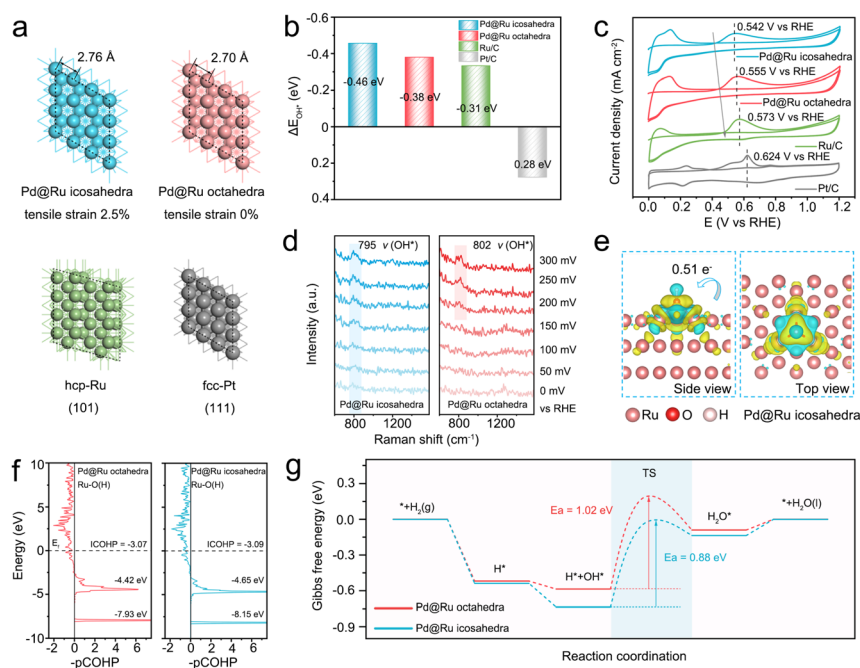 a
2.76 Å
2.70 Å
Pd@Ru icosahedra
tensile strain 2.5%
Pd@Ru octahedra
tensile strain 0%
hcp-Ru
(101)
fcc-Pt
(111)
b
ΔE_OH* (eV)
-0.6
-0.4
-0.2
0
0.2
0.4
Pd@Ru icosahedra
Pd@Ru octahedra
Ru/C
Pt/C
-0.46 eV
-0.38 eV
-0.31 eV
0.28 eV
c
Current density (mA cm-2)
0.542 V vs RHE
Pd@Ru icosahedra
0.555 V vs RHE
Pd@Ru octahedra
0.573 V vs RHE
Ru/C
0.624 V vs RHE
Pt/C
0.0 0.3 0.6 0.9 1.2
E (V vs RHE)
d
Intensity (a.u.)
795 v (OH*)
802 v (OH*)
300 mV
250 mV
200 mV
150 mV
100 mV
50 mV
0 mV
vs RHE
Pd@Ru icosahedra
Pd@Ru octahedra
800 1200 800 1200
Raman shift (cm-1)
e
0.51 e-
Side view
Top view
Ru O H Pd@Ru icosahedra
f
Energy (eV)
10
5
0
-5
-10
Pd@Ru octahedra
Ru-O(H)
Ef
ICOHP = -3.07
-4.42 eV
-7.93 eV
Pd@Ru icosahedra
Ru-O(H)
ICOHP = -3.09
-4.65 eV
-8.15 eV
-2 0 2 4 6 -2 0 2 4 6
-pCOHP
-pCOHP
g
Gibbs free energy (eV)
0.0
-0.3
-0.6
-0.9
*+H2(g)
H*
H*+OH*
TS
Ea = 1.02 eV
Ea = 0.88 eV
H2O*
*+H2O(l)
Pd@Ru octahedra
Pd@Ru icosahedra
Reaction coordination